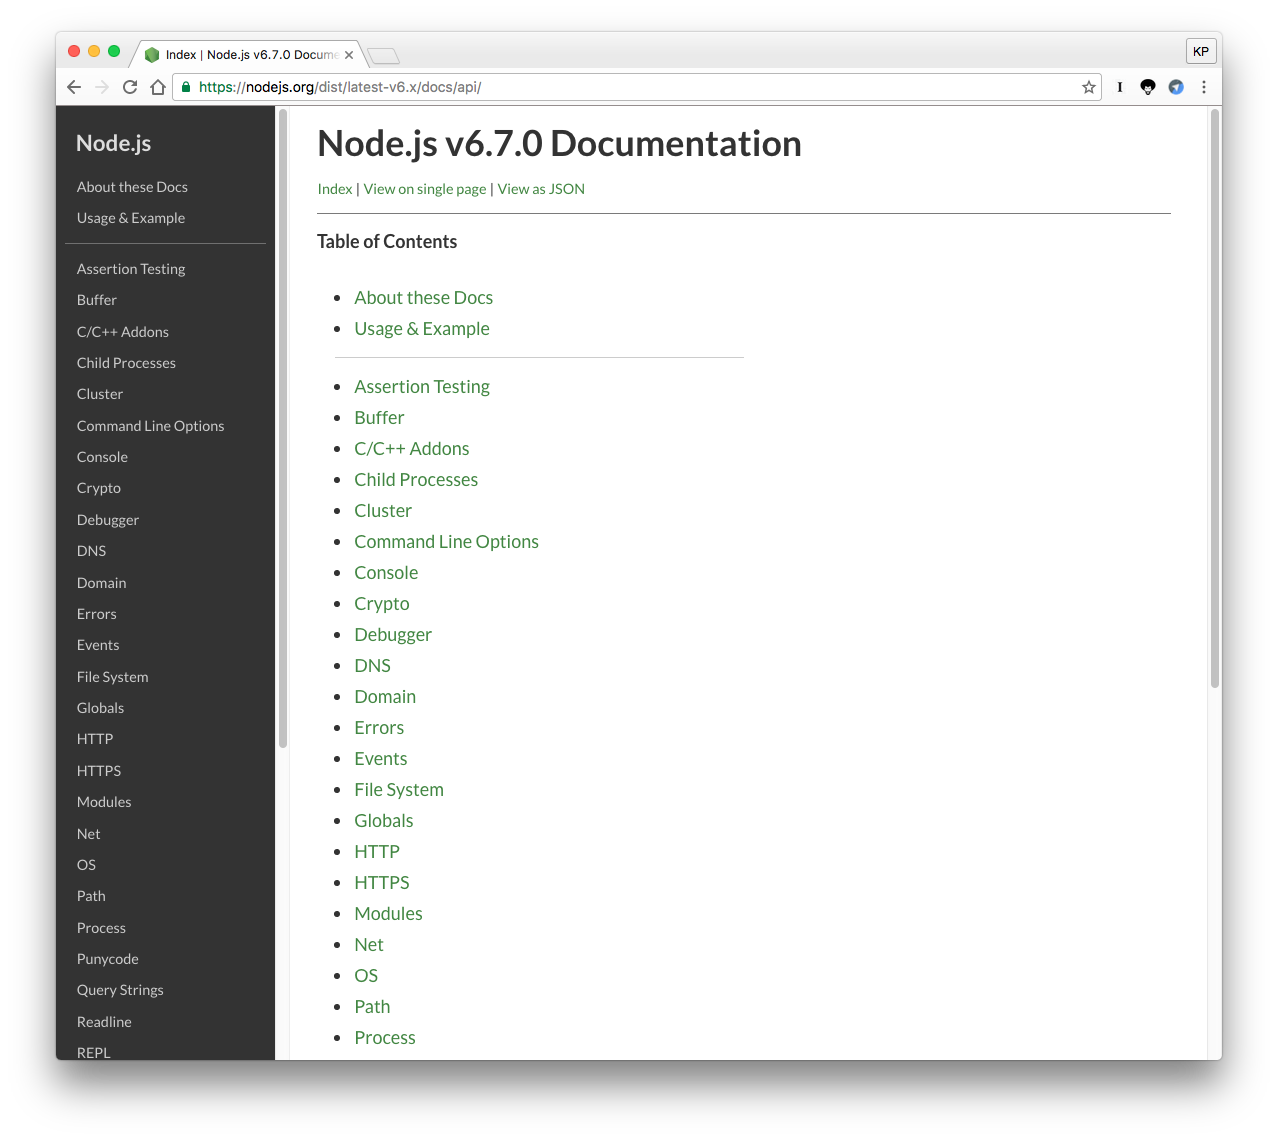 Index | Node.js v6.7.0 Docume
KP
https://nodejs.org/dist/latest-v6.x/docs/api/
I
Node.js
About these Docs
Usage & Example
Assertion Testing
Buffer
C/C++ Addons
Child Processes
Cluster
Command Line Options
Console
Crypto
Debugger
DNS
Domain
Errors
Events
File System
Globals
HTTP
HTTPS
Modules
Net
OS
Path
Process
Punycode
Query Strings
Readline
REPL
Node.js v6.7.0 Documentation
Index | View on single page | View as JSON
Table of Contents
About these Docs
Usage & Example
Assertion Testing
Buffer
C/C++ Addons
Child Processes
Cluster
Command Line Options
Console
Crypto
Debugger
DNS
Domain
Errors
Events
File System
Globals
HTTP
HTTPS
Modules
Net
OS
Path
Process